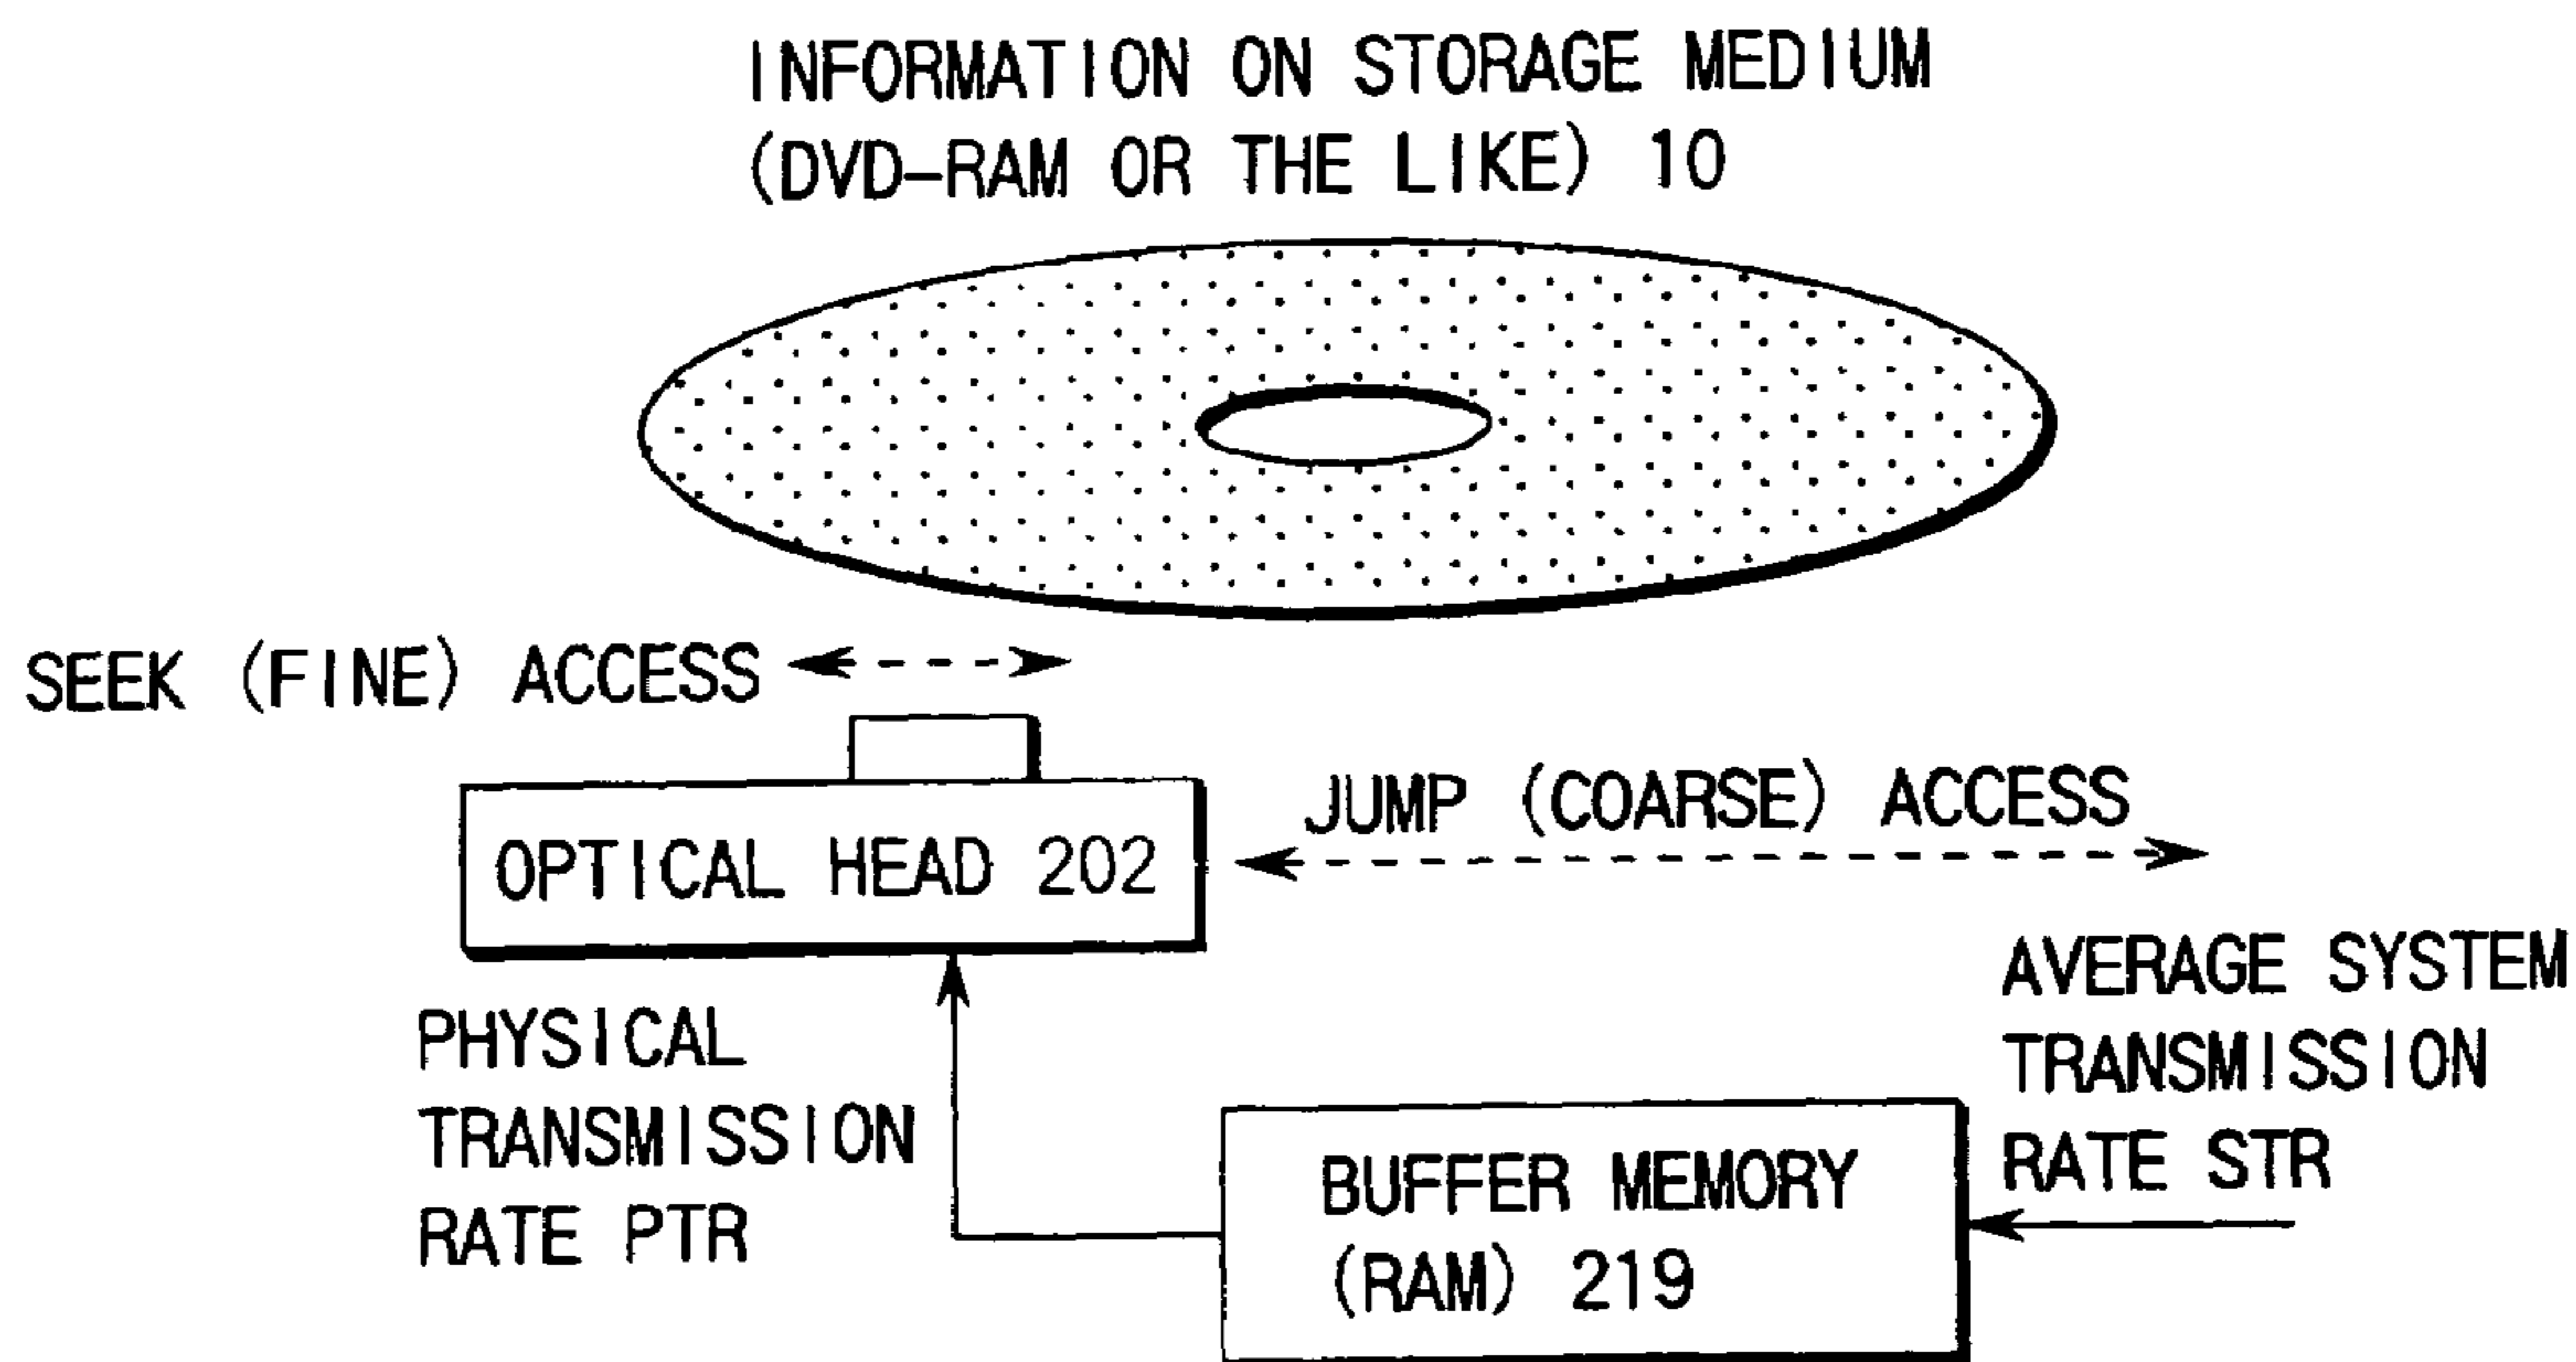 INFORMATION ON STORAGE MEDIUM
(DVD-RAM OR THE LIKE) 10
SEEK (FINE) ACCESS
JUMP (COARSE) ACCESS
OPTICAL HEAD 202
PHYSICAL
TRANSMISSION
RATE PTR
AVERAGE SYSTEM
TRANSMISSION
RATE STR
BUFFER MEMORY
(RAM) 219